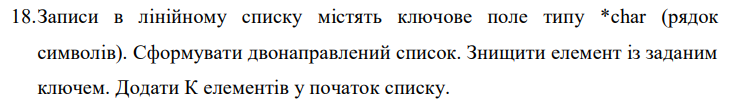 18.Записи в лінійному списку містять ключове поле типу *char (рядок
символів). Сформувати двонаправлений список. Знищити елемент із заданим
ключем. Додати К елементів у початок списку.